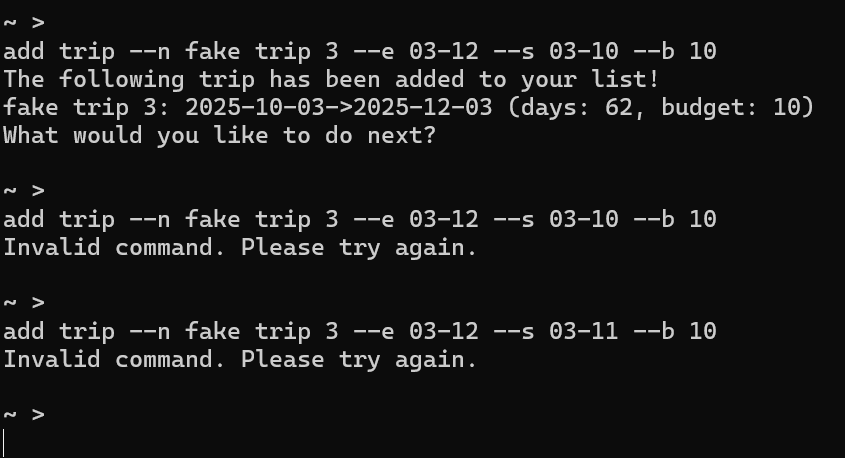 ~ >
add trip --n fake trip 3 --e 03-12 --s 03-10 --b 10
The following trip has been added to your list!
fake trip 3: 2025-10-03->2025-12-03 (days: 62, budget: 10)
What would you like to do next?
~ >
add trip --n fake trip 3 --e 03-12 --s 03-10 --b 10
Invalid command. Please try again.
~ >
add trip --n fake trip 3 --e 03-12 --s 03-11 --b 10
Invalid command. Please try again.
~ >